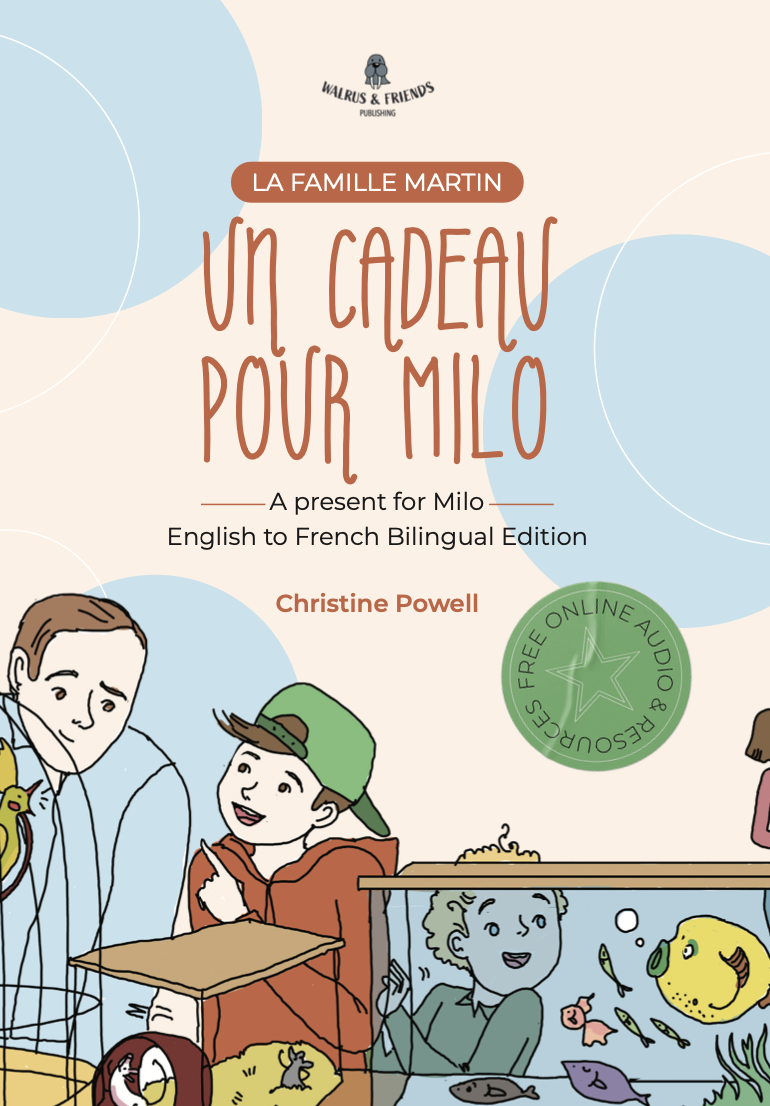 WALRUS & FRIENDS
PUBLISHING
LA FAMILLE MARTIN
UN CADEAU
POUR MILO
A present for Milo
English to French Bilingual Edition
Christine Powell
FREE ONLINE AUDIO & RESOURCES